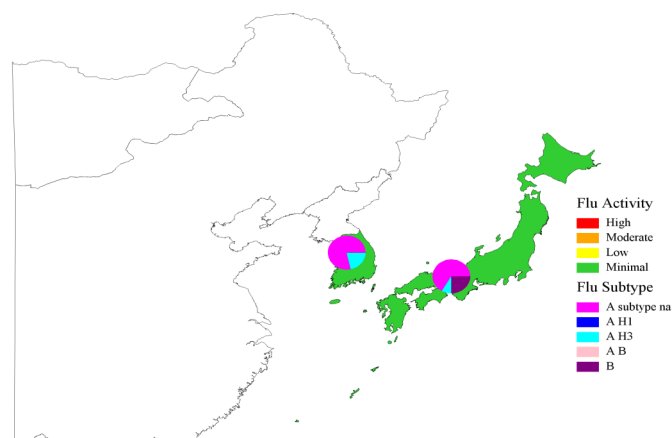 Flu Activity
High
Moderate
Low
Minimal
Flu Subtype
A subtype na
A H1
A H3
A B
B